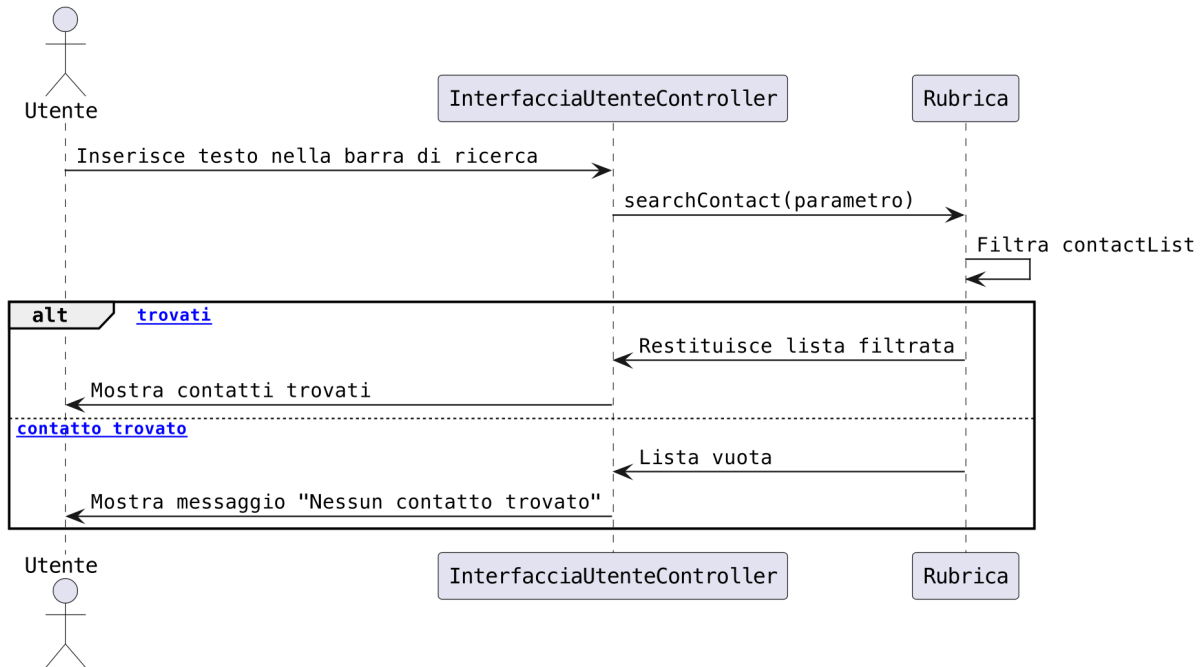 Utente
InterfacciaUtenteController
Rubrica
Inserisce testo nella barra di ricerca
searchContact(parametro)
Filtra contactList
alt
trovati
Restituisce lista filtrata
Mostra contatti trovati
contatto trovato
Lista vuota
Mostra messaggio "Nessun contatto trovato"
Utente
InterfacciaUtenteController
Rubrica